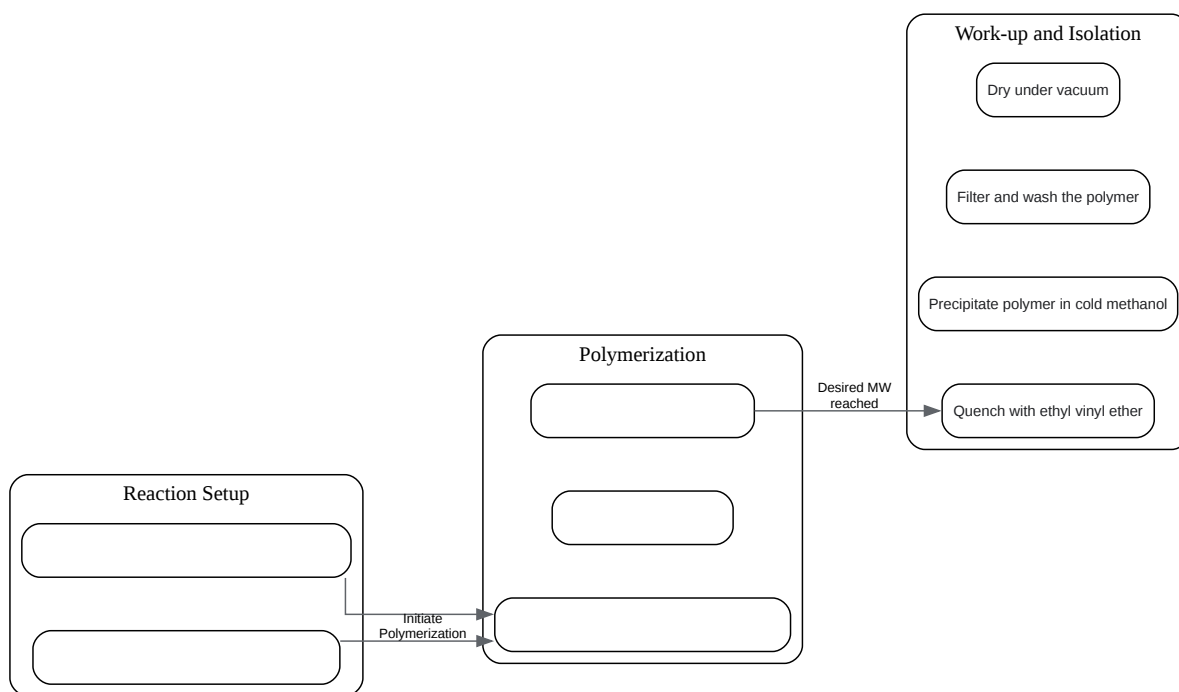 Work-up and Isolation
Dry under vacuum
Filter and wash the polymer
Precipitate polymer in cold methanol
Quench with ethyl vinyl ether
Polymerization
Desired MW
reached
Reaction Setup
Initiate
Polymerization